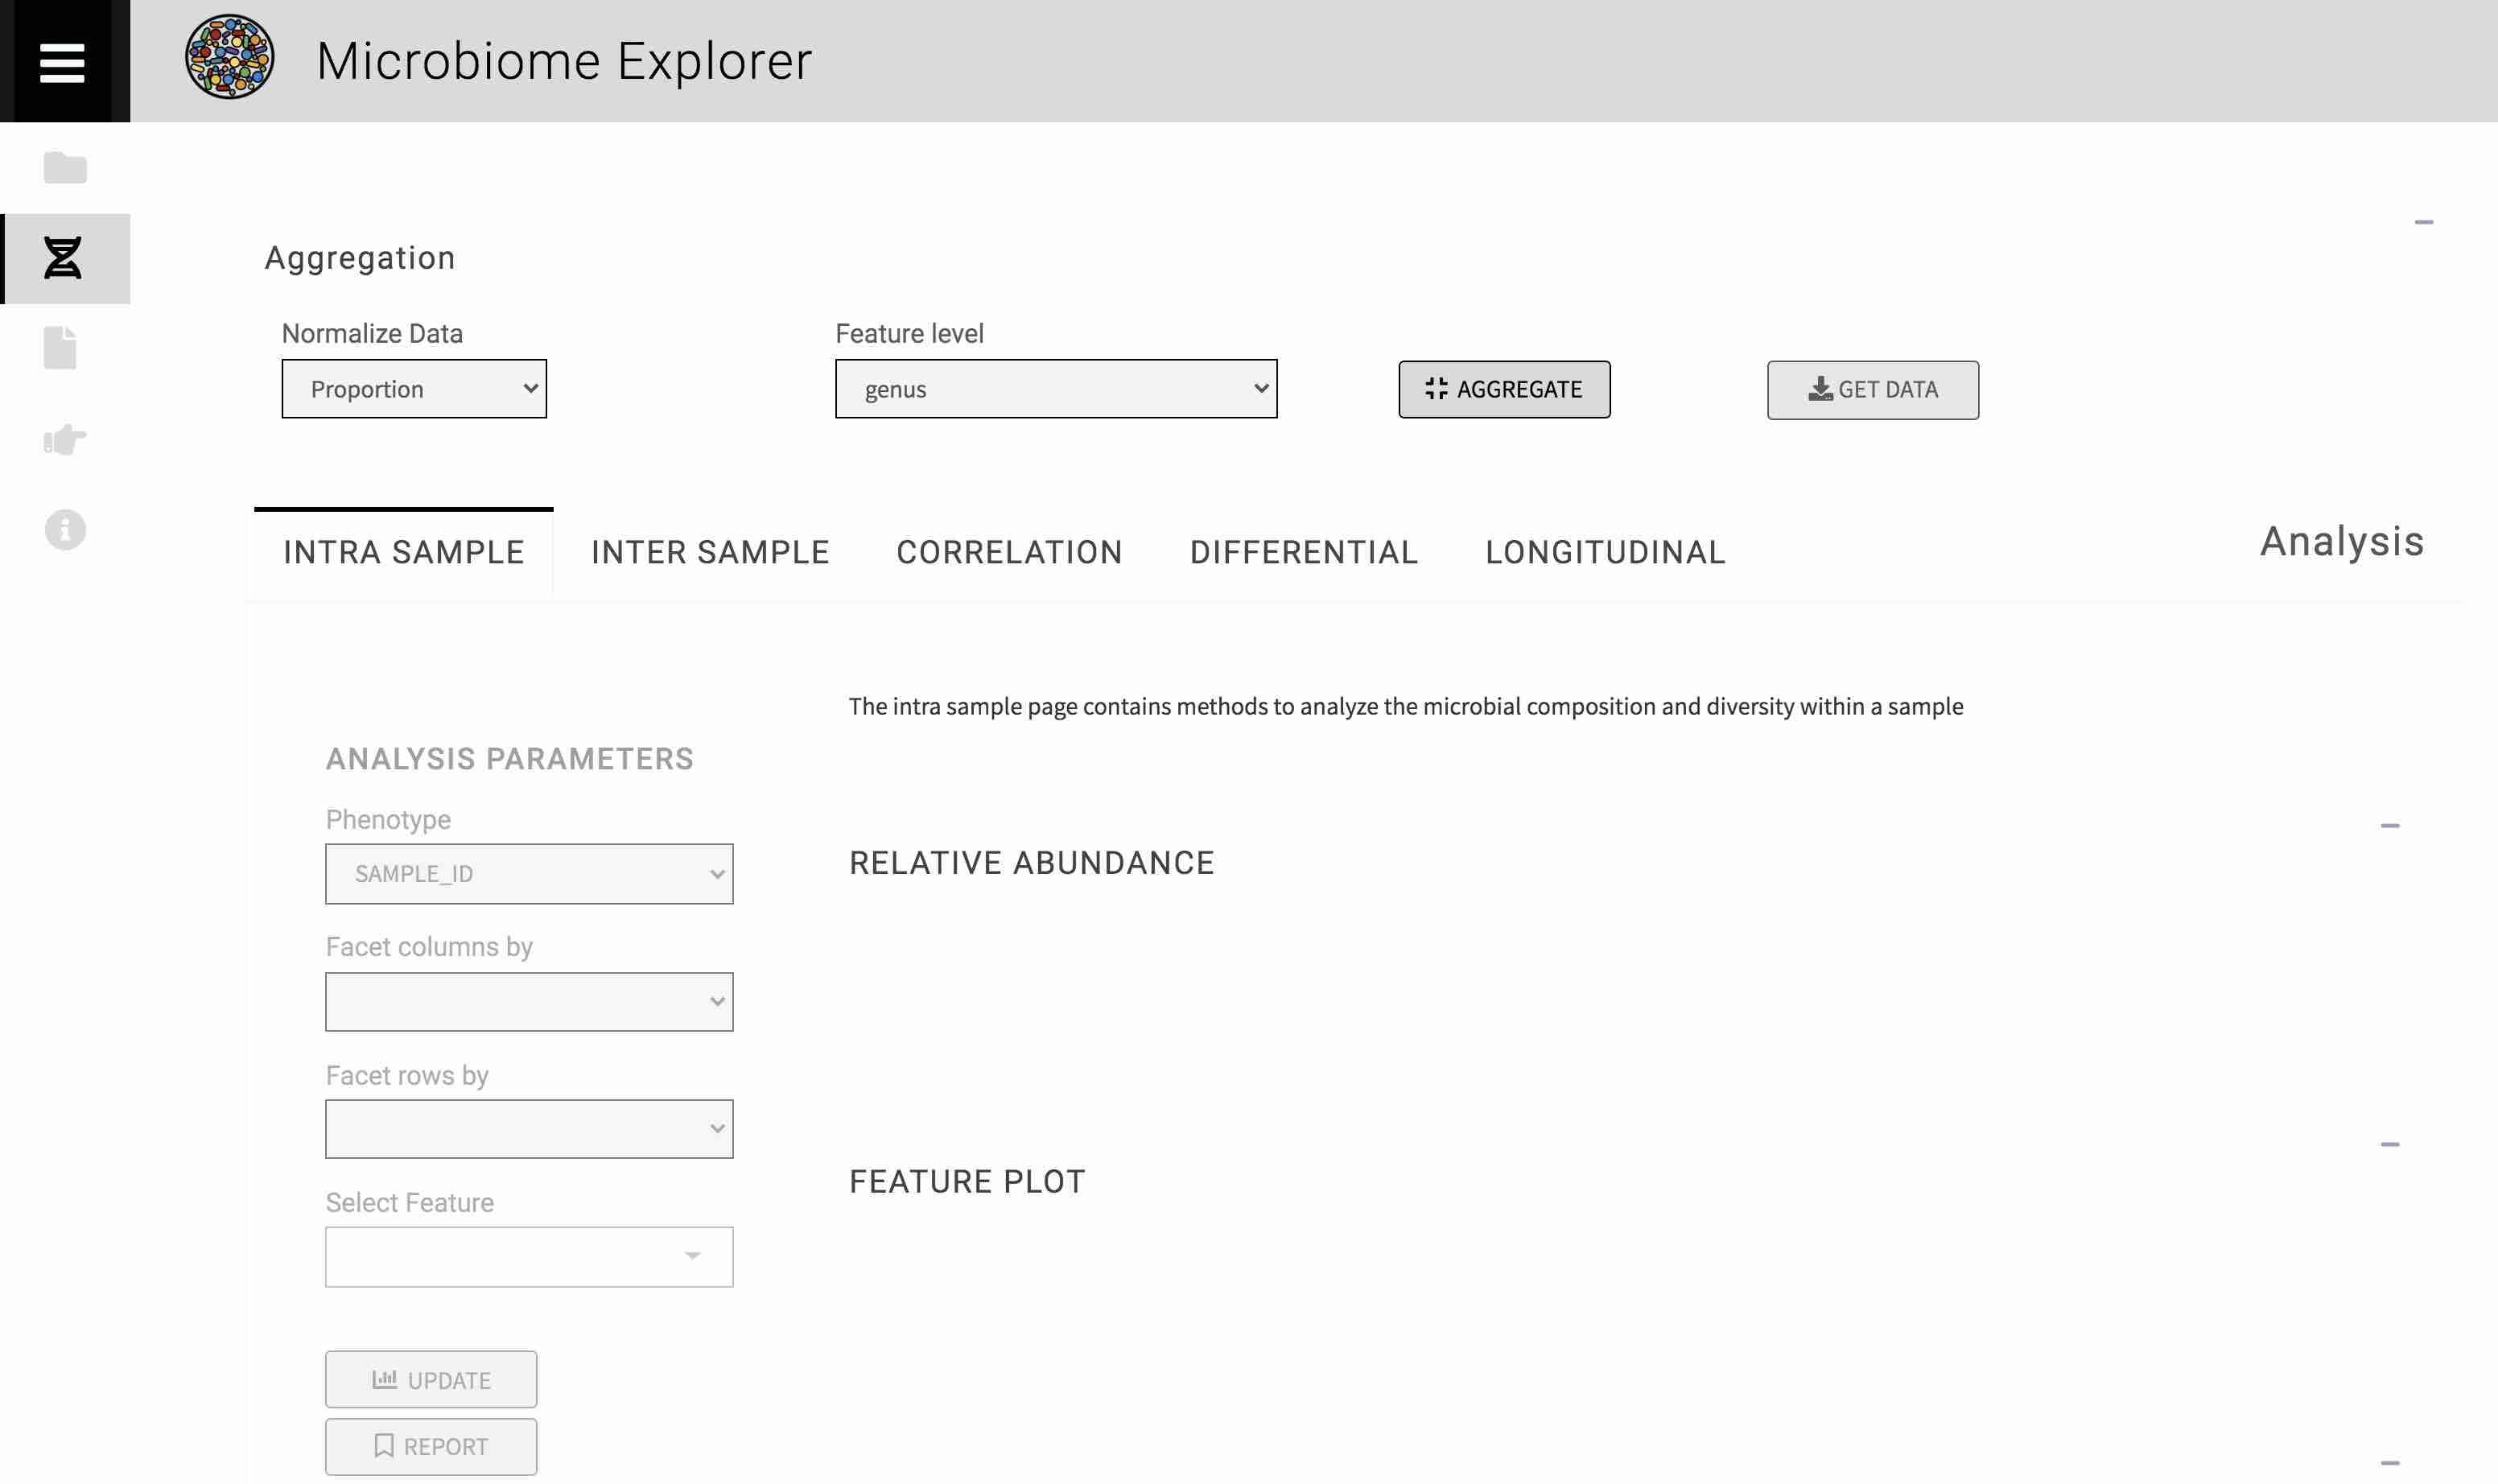 Microbiome Explorer
Aggregation
Normalize Data
Feature level
Proportion
genus
AGGREGATE
GET DATA
INTRA SAMPLE
INTER SAMPLE
CORRELATION
DIFFERENTIAL
LONGITUDINAL
Analysis
The intra sample page contains methods to analyze the microbial composition and diversity within a sample
ANALYSIS PARAMETERS
Phenotype
SAMPLE_ID
RELATIVE ABUNDANCE
Facet columns by
Facet rows by
FEATURE PLOT
Select Feature
UPDATE
REPORT